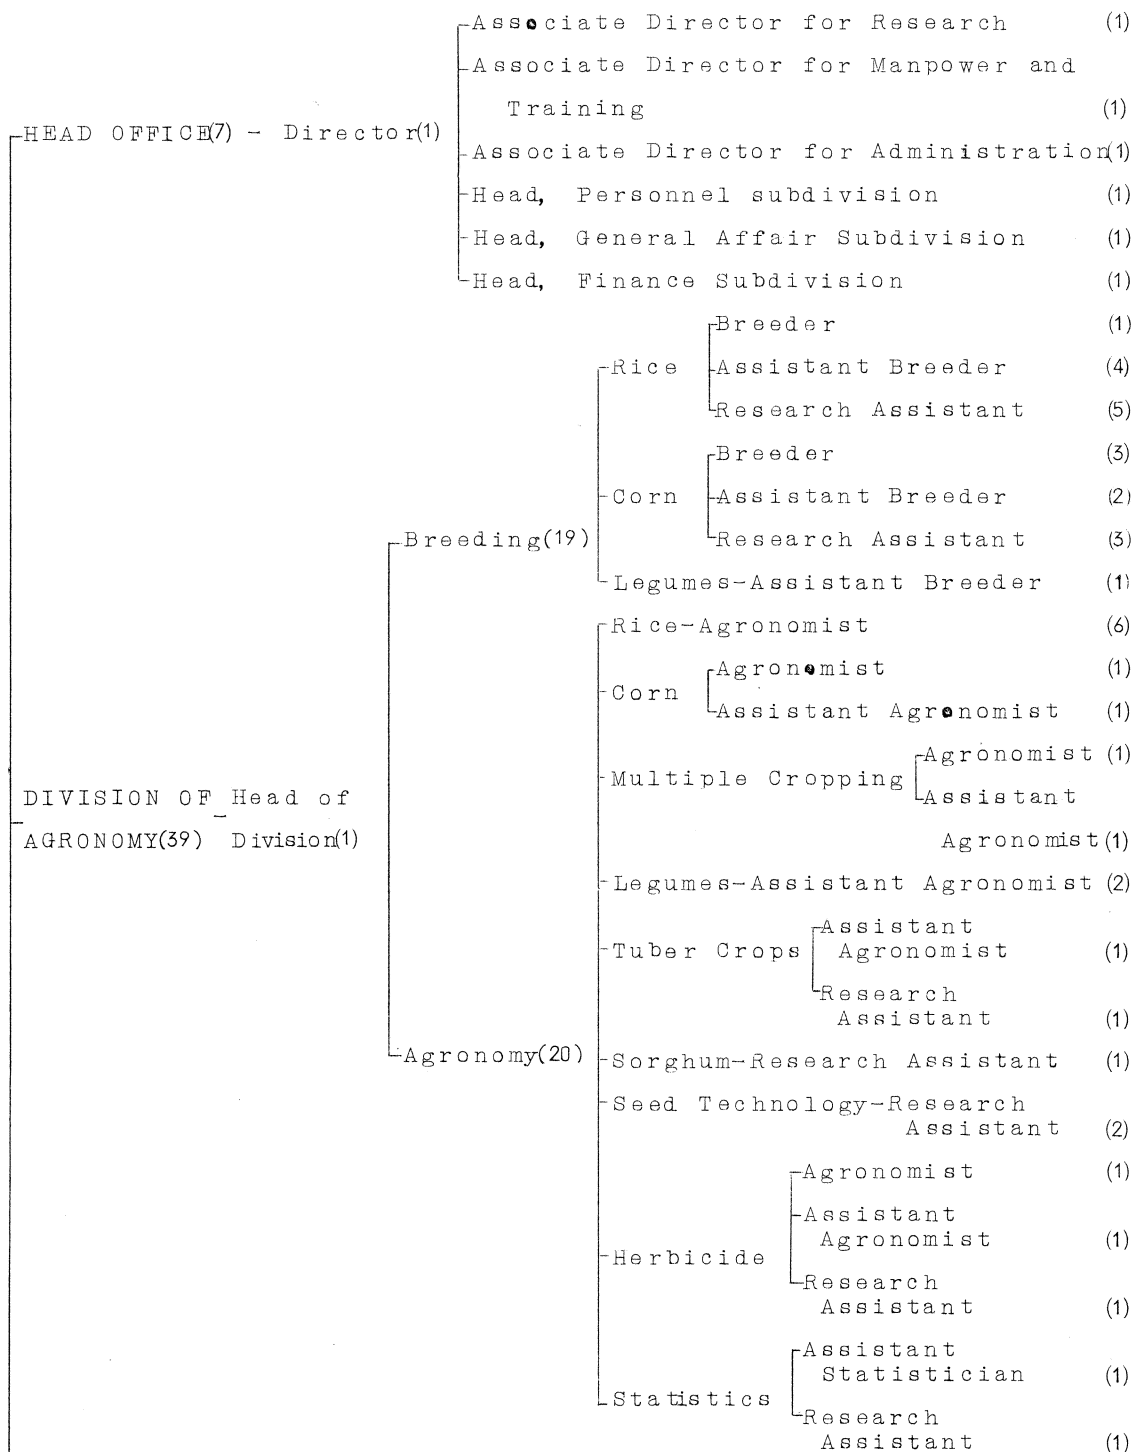 Associate Director for Research (1)
Associate Director for Manpower and
Training (1)
HEAD OFFICE(7) - Director(1)
Associate Director for Administration(1)
Head, Personnel subdivision (1)
Head, General Affair Subdivision (1)
Head, Finance Subdivision (1)
Breeder (1)
Rice Assistant Breeder (4)
Research Assistant (5)
Breeder (3)
Corn Assistant Breeder (2)
Breeding(19) Research Assistant (3)
Legumes-Assistant Breeder (1)
Rice-Agronomist (6)
Agronomist (1)
Corn
Assistant Agronomist (1)
Agronomist (1)
Multiple Cropping
Assistant
Agronomist (1)
DIVISION OF - Head of
AGRONOMY(39) Division(1)
Legumes-Assistant Agronomist (2)
Assistant
Tuber Crops Agronomist (1)
Research
Assistant (1)
Agronomy(20) Sorghum-Research Assistant (1)
Seed Technology-Research
Assistant (2)
Agronomist (1)
Assistant
Agronomist (1)
Herbicide
Research
Assistant (1)
Assistant
Statistician (1)
Statistics
Research
Assistant (1)